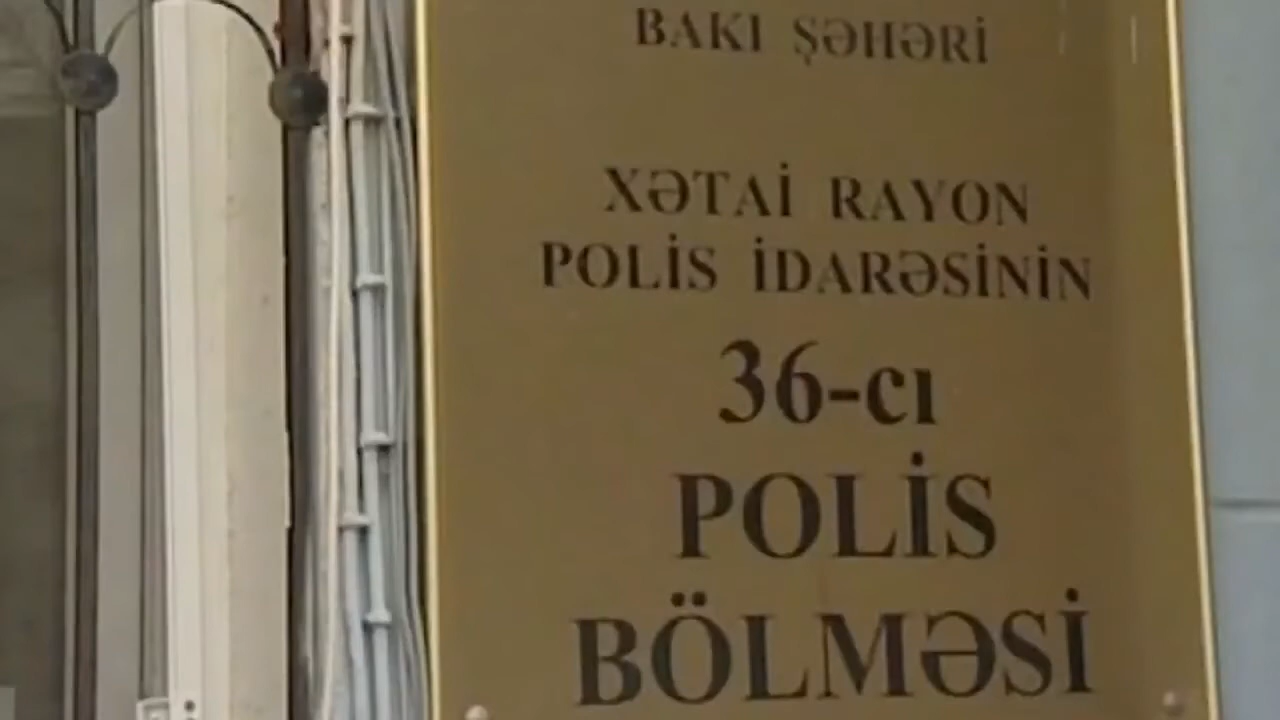 BAKI ŞƏHƏRİ
XƏTAİ RAYON
POLİS İDARƏSİNİN
36-cı
POLİS
BÖLMƏSİ